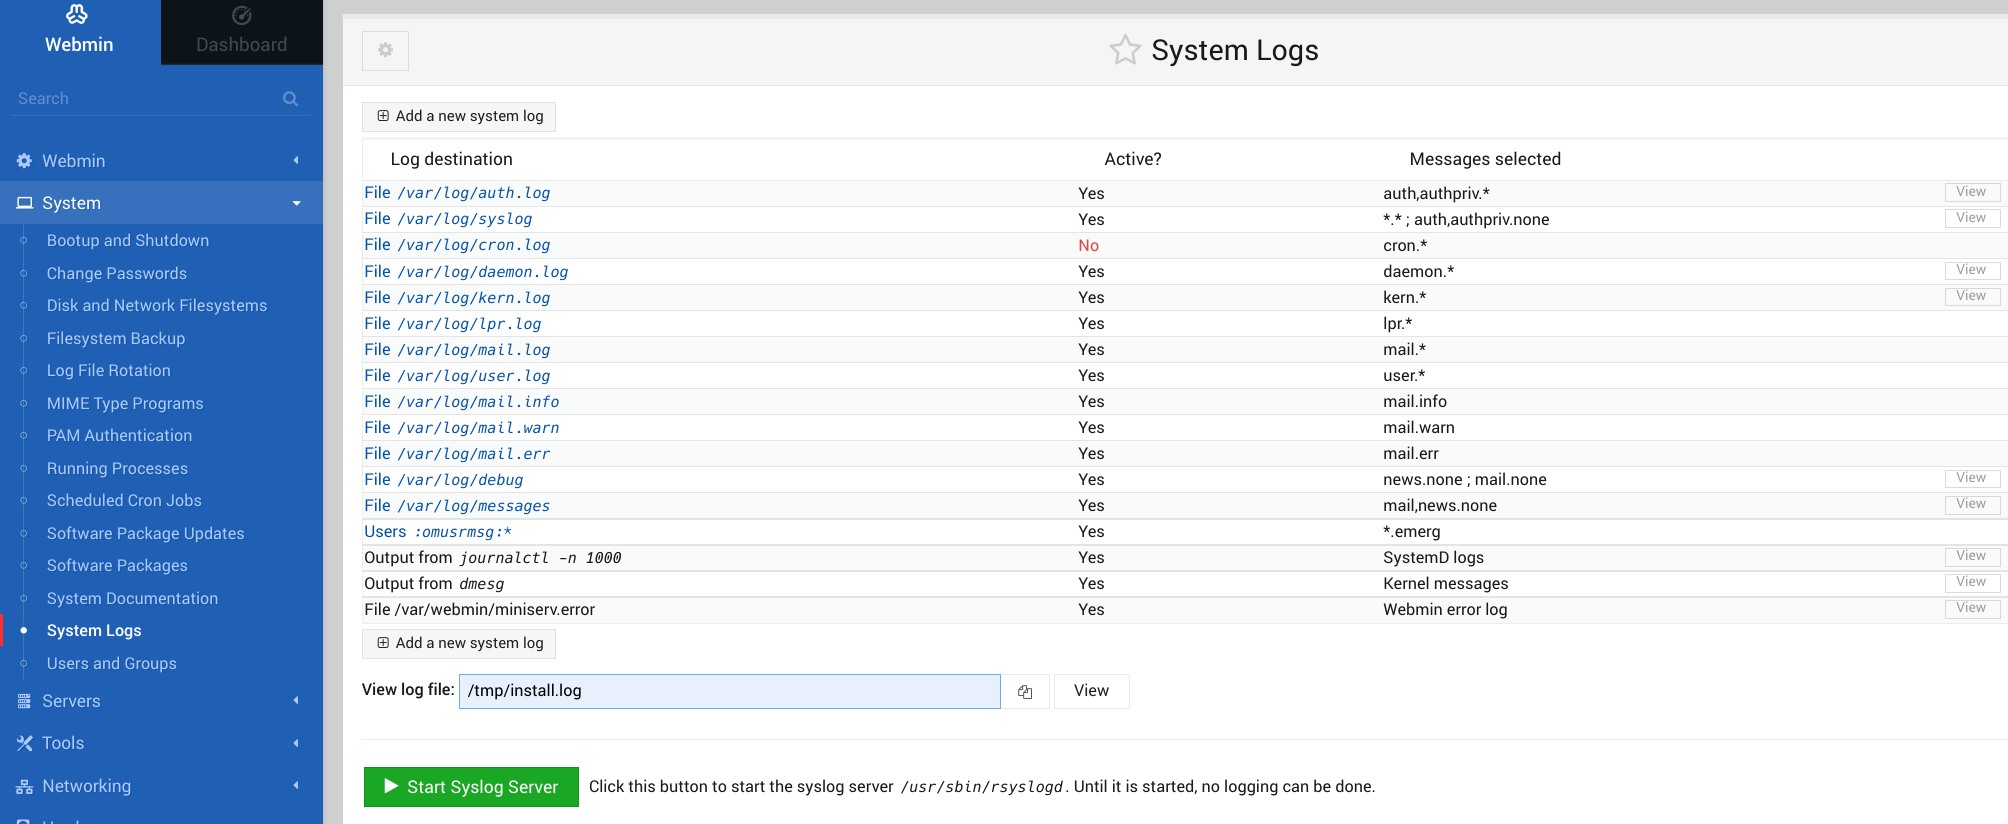 Webmin
Dashboard
Search
Webmin
System
Bootup and Shutdown
Change Passwords
Disk and Network Filesystems
Filesystem Backup
Log File Rotation
MIME Type Programs
PAM Authentication
Running Processes
Scheduled Cron Jobs
Software Package Updates
Software Packages
System Documentation
System Logs
Users and Groups
Servers
Tools
Networking
System Logs
Add a new system log
Log destination Active? Messages selected
File /var/log/auth.log Yes auth,authpriv.* View
File /var/log/syslog Yes *.* ; auth,authpriv.none View
File /var/log/cron.log No cron.*
File /var/log/daemon.log Yes daemon.* View
File /var/log/kern.log Yes kern.* View
File /var/log/lpr.log Yes lpr.*
File /var/log/mail.log Yes mail.*
File /var/log/user.log Yes user.*
File /var/log/mail.info Yes mail.info
File /var/log/mail.warn Yes mail.warn
File /var/log/mail.err Yes mail.err
File /var/log/debug Yes news.none ; mail.none View
File /var/log/messages Yes mail,news.none View
Users :omusrmsg:* Yes *.emerg
Output from journalctl -n 1000 Yes SystemD logs View
Output from dmesg Yes Kernel messages View
File /var/webmin/miniserv.error Yes Webmin error log View
Add a new system log
View log file: /tmp/install.log View
Start Syslog Server Click this button to start the syslog server /usr/sbin/rsyslogd. Until it is started, no logging can be done.